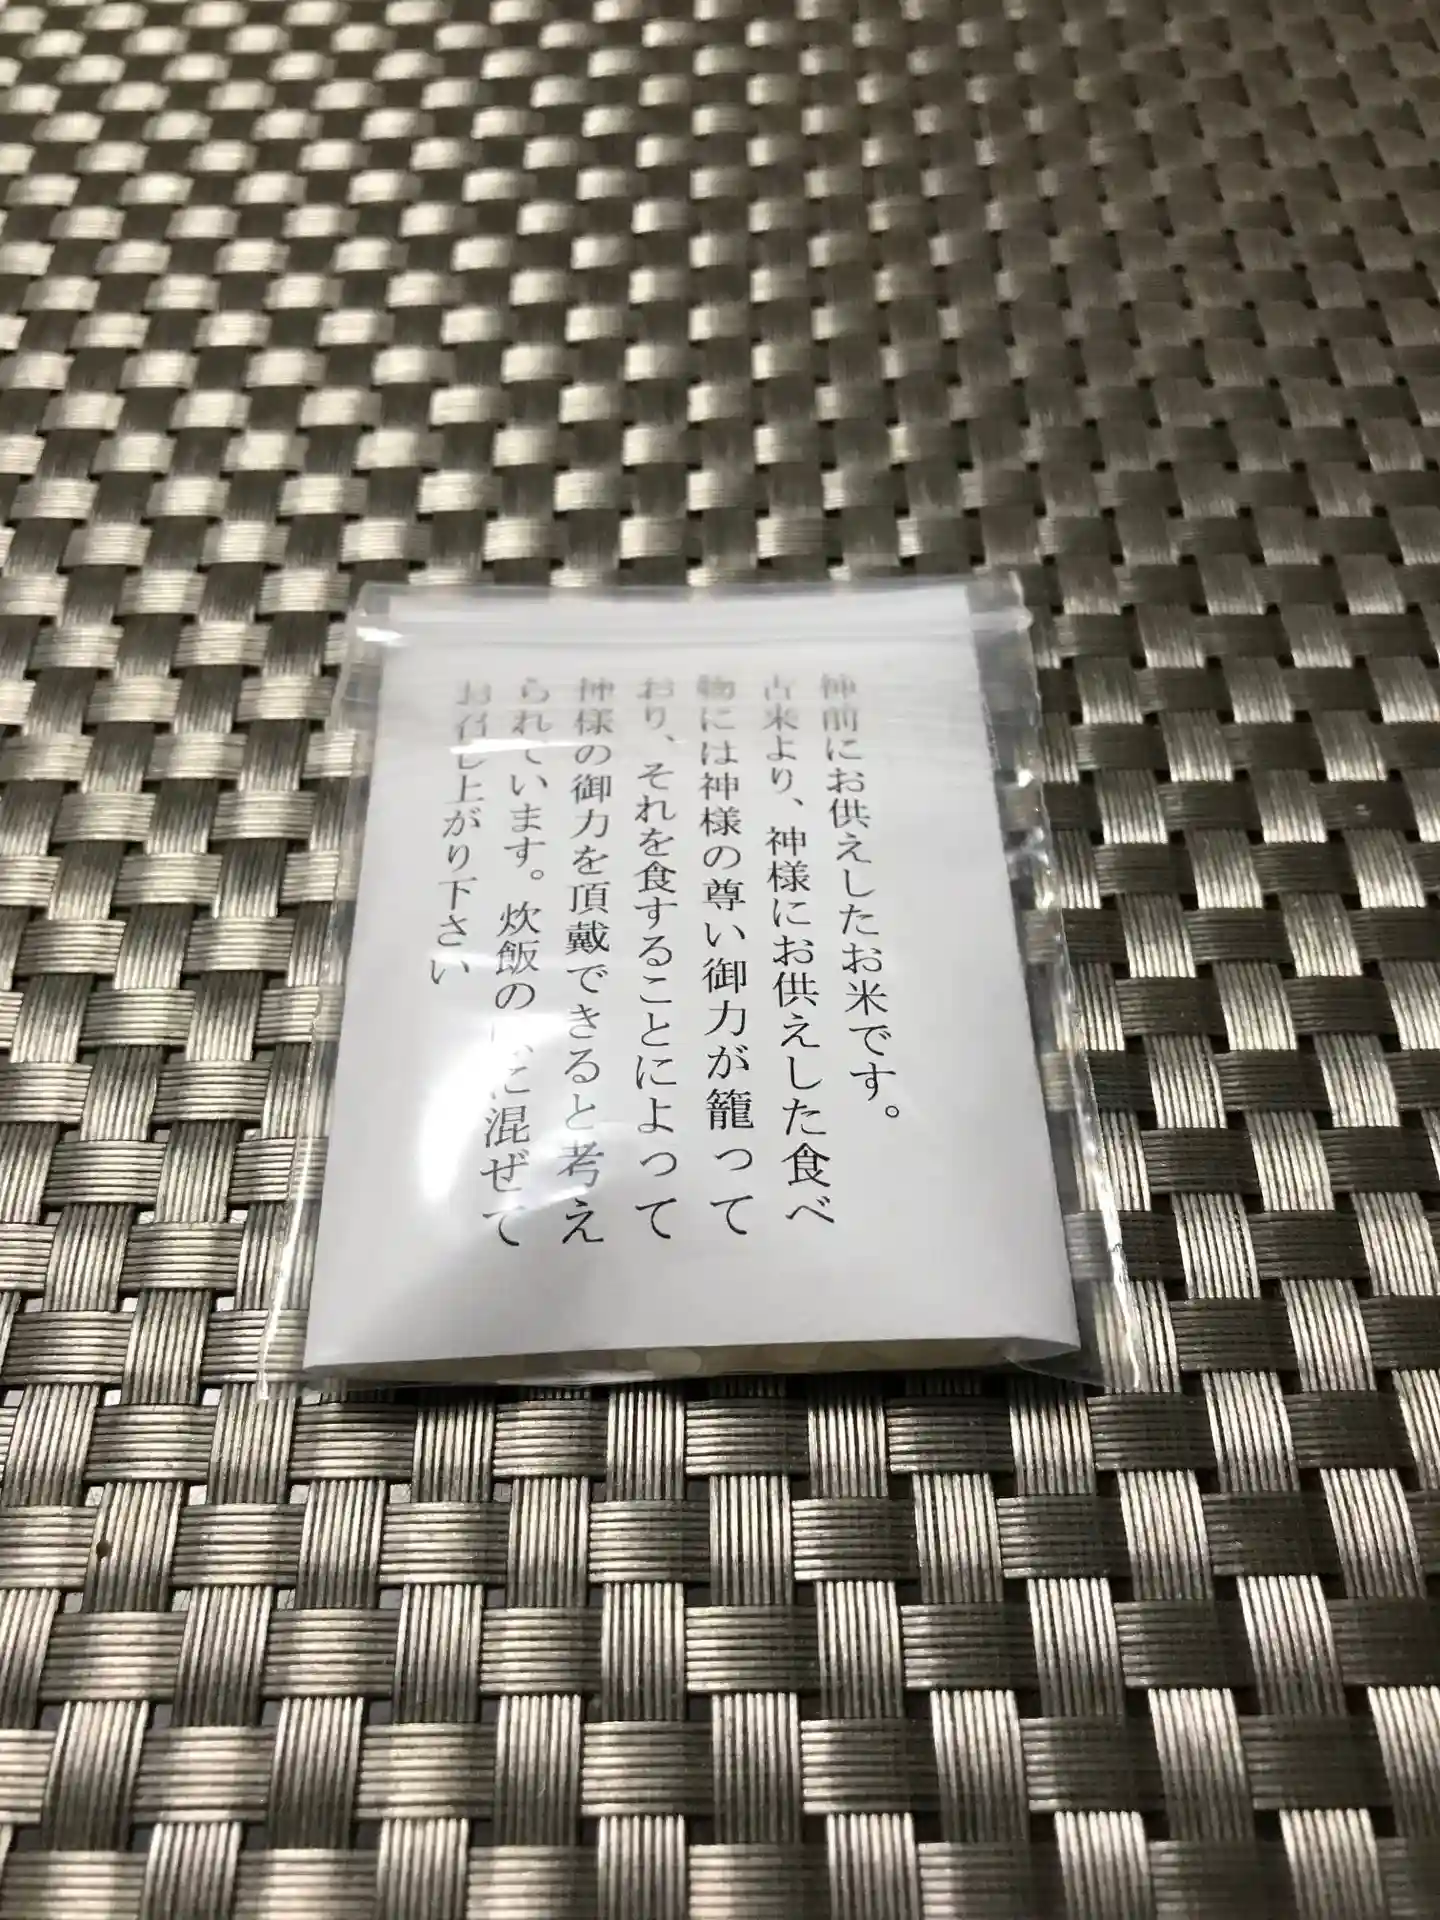 神前にお供えしたお米です。
古来より、神様にお供えした食べ
物には神様の尊い御力が籠って
おり、それを食することによって
神様の御力を頂戴できると考え
られています。炊飯の に混ぜて
お召し上がり下さい